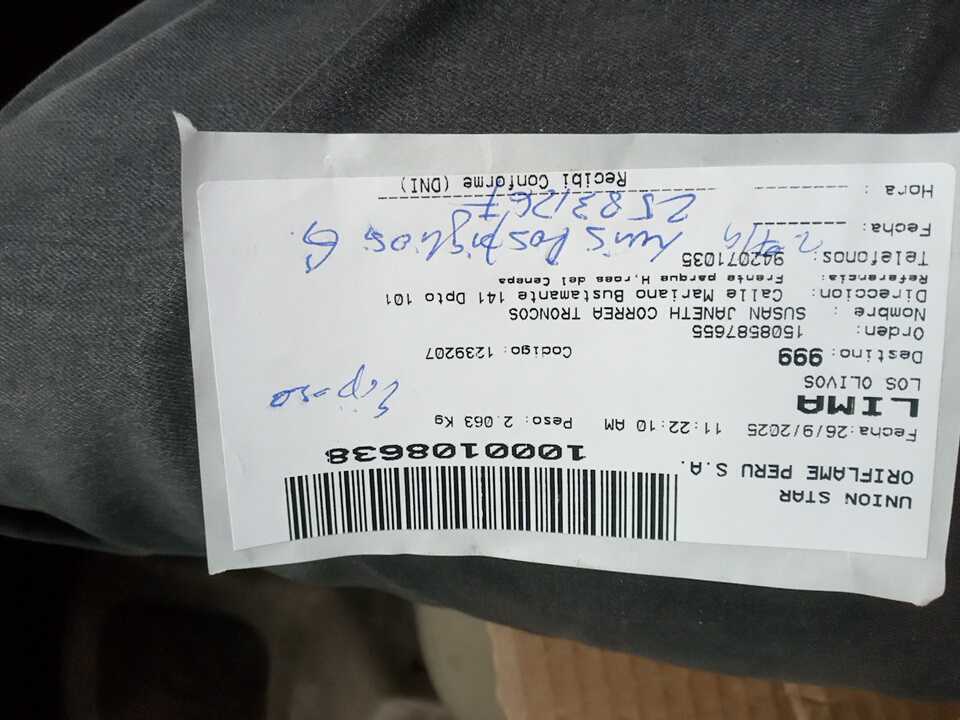 UNION STAR
ORIFLAME PERU S.A.
1000108638
Fecha:26/9/2025 11:22:10 AM Peso: 2.063 Kg
LIMA
LOS OLIVOS
Destino: 999 Codigo: 1239207
Orden: 1508587655
Nombre : SUSAN JANETH CORREA TRONCOS
Direccion: Calle Mariano Bustamante 141 Dpto 101
Referencia: Frente parque H,roes del Cenepa
Telefonos: 942071035
Fecha:
Luis
Hora :
25831267
Recibi Conforme (DNI)